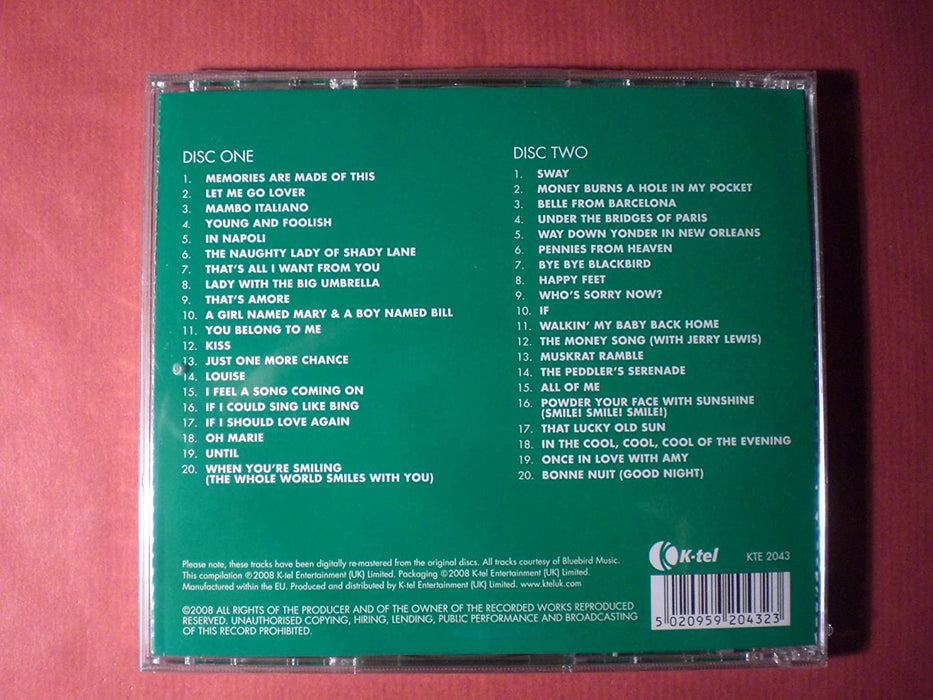 DISC ONE
1. MEMORIES ARE MADE OF THIS
2. LET ME GO LOVER
3. MAMBO ITALIANO
4. YOUNG AND FOOLISH
5. IN NAPOLI
6. THE NAUGHTY LADY OF SHADY LANE
7. THAT'S ALL I WANT FROM YOU
8. LADY WITH THE BIG UMBRELLA
9. THAT'S AMORE
10. A GIRL NAMED MARY & A BOY NAMED BILL
11. YOU BELONG TO ME
12. KISS
13. JUST ONE MORE CHANCE
14. LOUISE
15. I FEEL A SONG COMING ON
16. IF I COULD SING LIKE BING
17. IF I SHOULD LOVE AGAIN
18. OH MARIE
19. UNTIL
20. WHEN YOU'RE SMILING
(THE WHOLE WORLD SMILES WITH YOU)
DISC TWO
1. SWAY
2. MONEY BURNS A HOLE IN MY POCKET
3. BELLE FROM BARCELONA
4. UNDER THE BRIDGES OF PARIS
5. WAY DOWN YONDER IN NEW ORLEANS
6. PENNIES FROM HEAVEN
7. BYE BYE BLACKBIRD
8. HAPPY FEET
9. WHO'S SORRY NOW?
10. IF
11. WALKIN' MY BABY BACK HOME
12. THE MONEY SONG (WITH JERRY LEWIS)
13. MUSKRAT RAMBLE
14. THE PEDDLER'S SERENADE
15. ALL OF ME
16. POWDER YOUR FACE WITH SUNSHINE
(SMILE! SMILE! SMILE!)
17. THAT LUCKY OLD SUN
18. IN THE COOL, COOL, COOL OF THE EVENING
19. ONCE IN LOVE WITH AMY
20. BONNE NUIT (GOOD NIGHT)
Please note, these tracks have been digitally re-mastered from the original discs. All tracks courtesy of Bluebird Music.
This compilation ℗2008 K-tel Entertainment (UK) Limited. Packaging ©2008 K-tel Entertainment (UK) Limited.
Manufactured within the EU. Produced and distributed by K-tel Entertainment (UK) Limited. www.kteluk.com
©2008 ALL RIGHTS OF THE PRODUCER AND OF THE OWNER OF THE RECORDED WORKS REPRODUCED
RESERVED. UNAUTHORISED COPYING, HIRING, LENDING, PUBLIC PERFORMANCE AND BROADCASTING
OF THIS RECORD PROHIBITED.
K-tel
KTE 2043
5 020959 204323